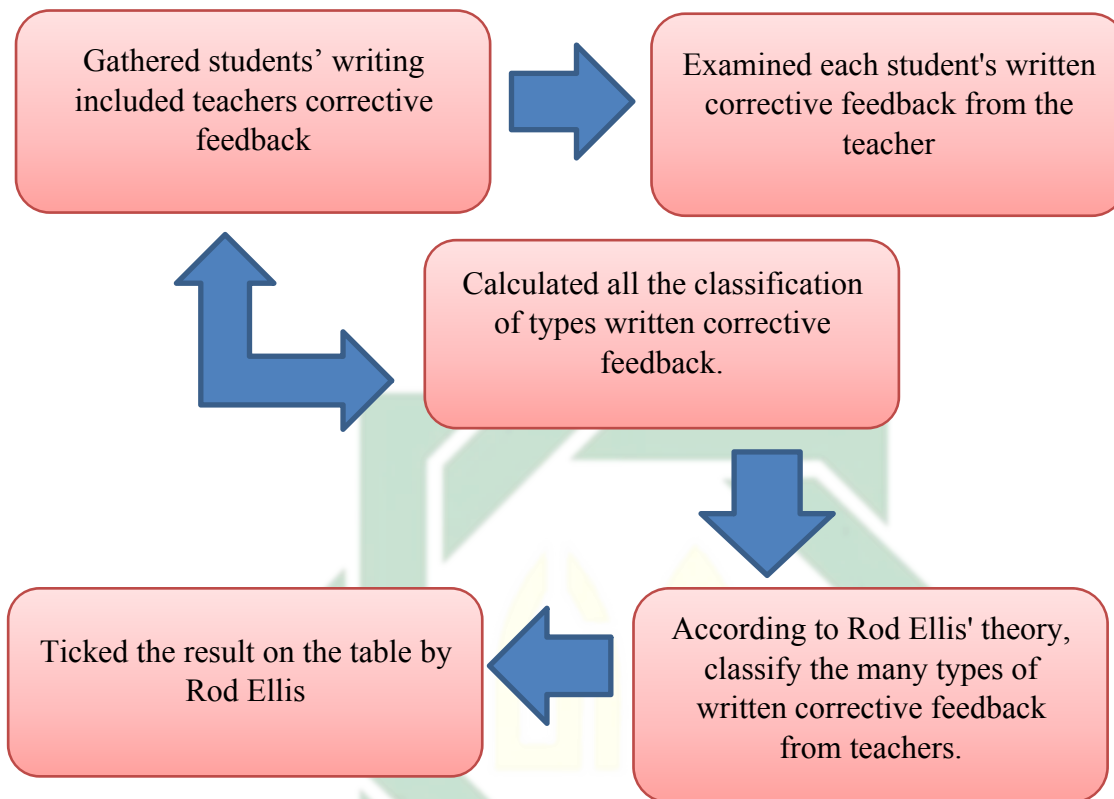 Gathered students’ writing
included teachers corrective
feedback
Examined each student's written
corrective feedback from the
teacher
Calculated all the classification
of types written corrective
feedback.
According to Rod Ellis' theory,
classify the many types of
written corrective feedback
from teachers.
Ticked the result on the table by
Rod Ellis